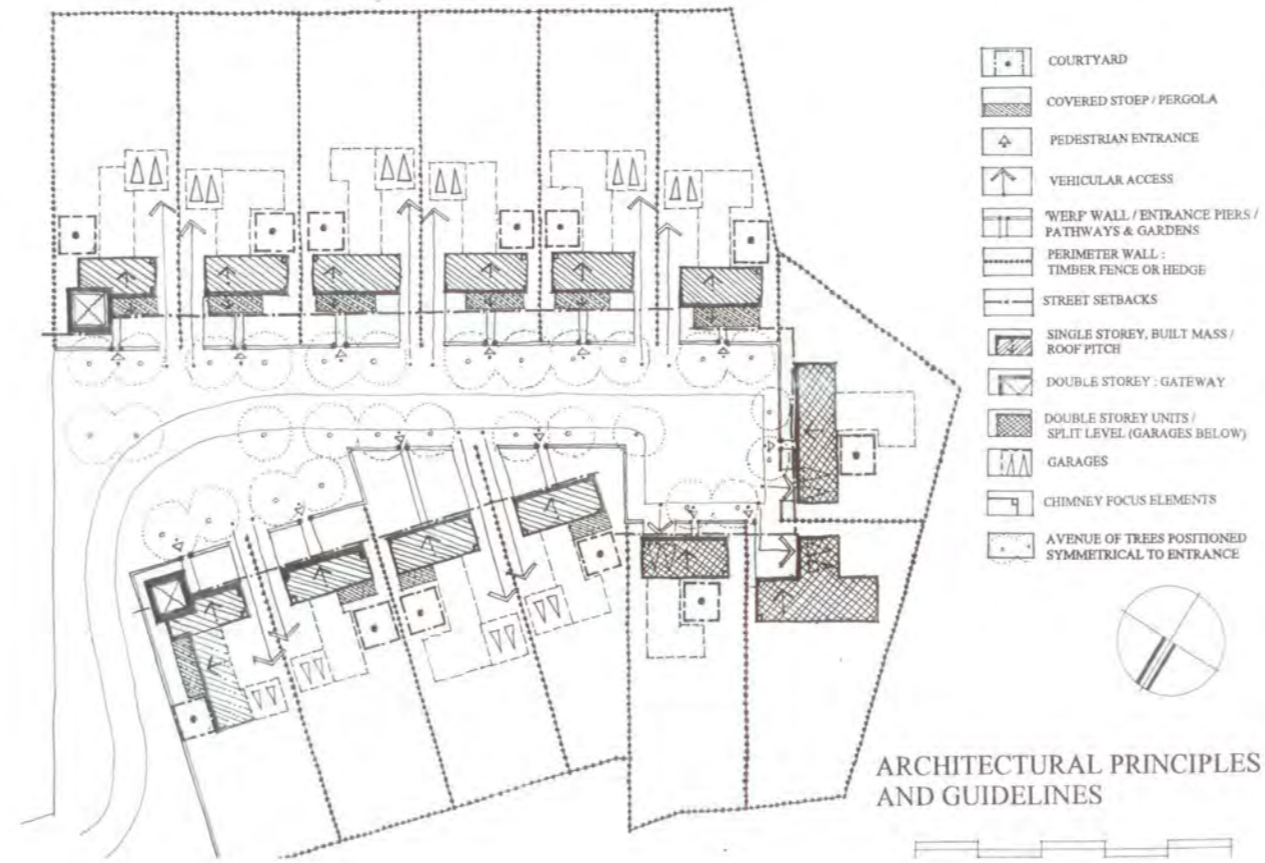 COURTYARD
COVERED STOEP / PERGOLA
PEDESTRIAN ENTRANCE
VEHICULAR ACCESS
'WERF' WALL / ENTRANCE PIERS /
PATHWAYS & GARDENS
PERIMETER WALL :
TIMBER FENCE OR HEDGE
STREET SETBACKS
SINGLE STOREY, BUILT MASS /
ROOF PITCH
DOUBLE STOREY : GATEWAY
DOUBLE STOREY UNITS /
SPLIT LEVEL (GARAGES BELOW)
GARAGES
CHIMNEY FOCUS ELEMENTS
AVENUE OF TREES POSITIONED
SYMMETRICAL TO ENTRANCE
ARCHITECTURAL PRINCIPLES
AND GUIDELINES